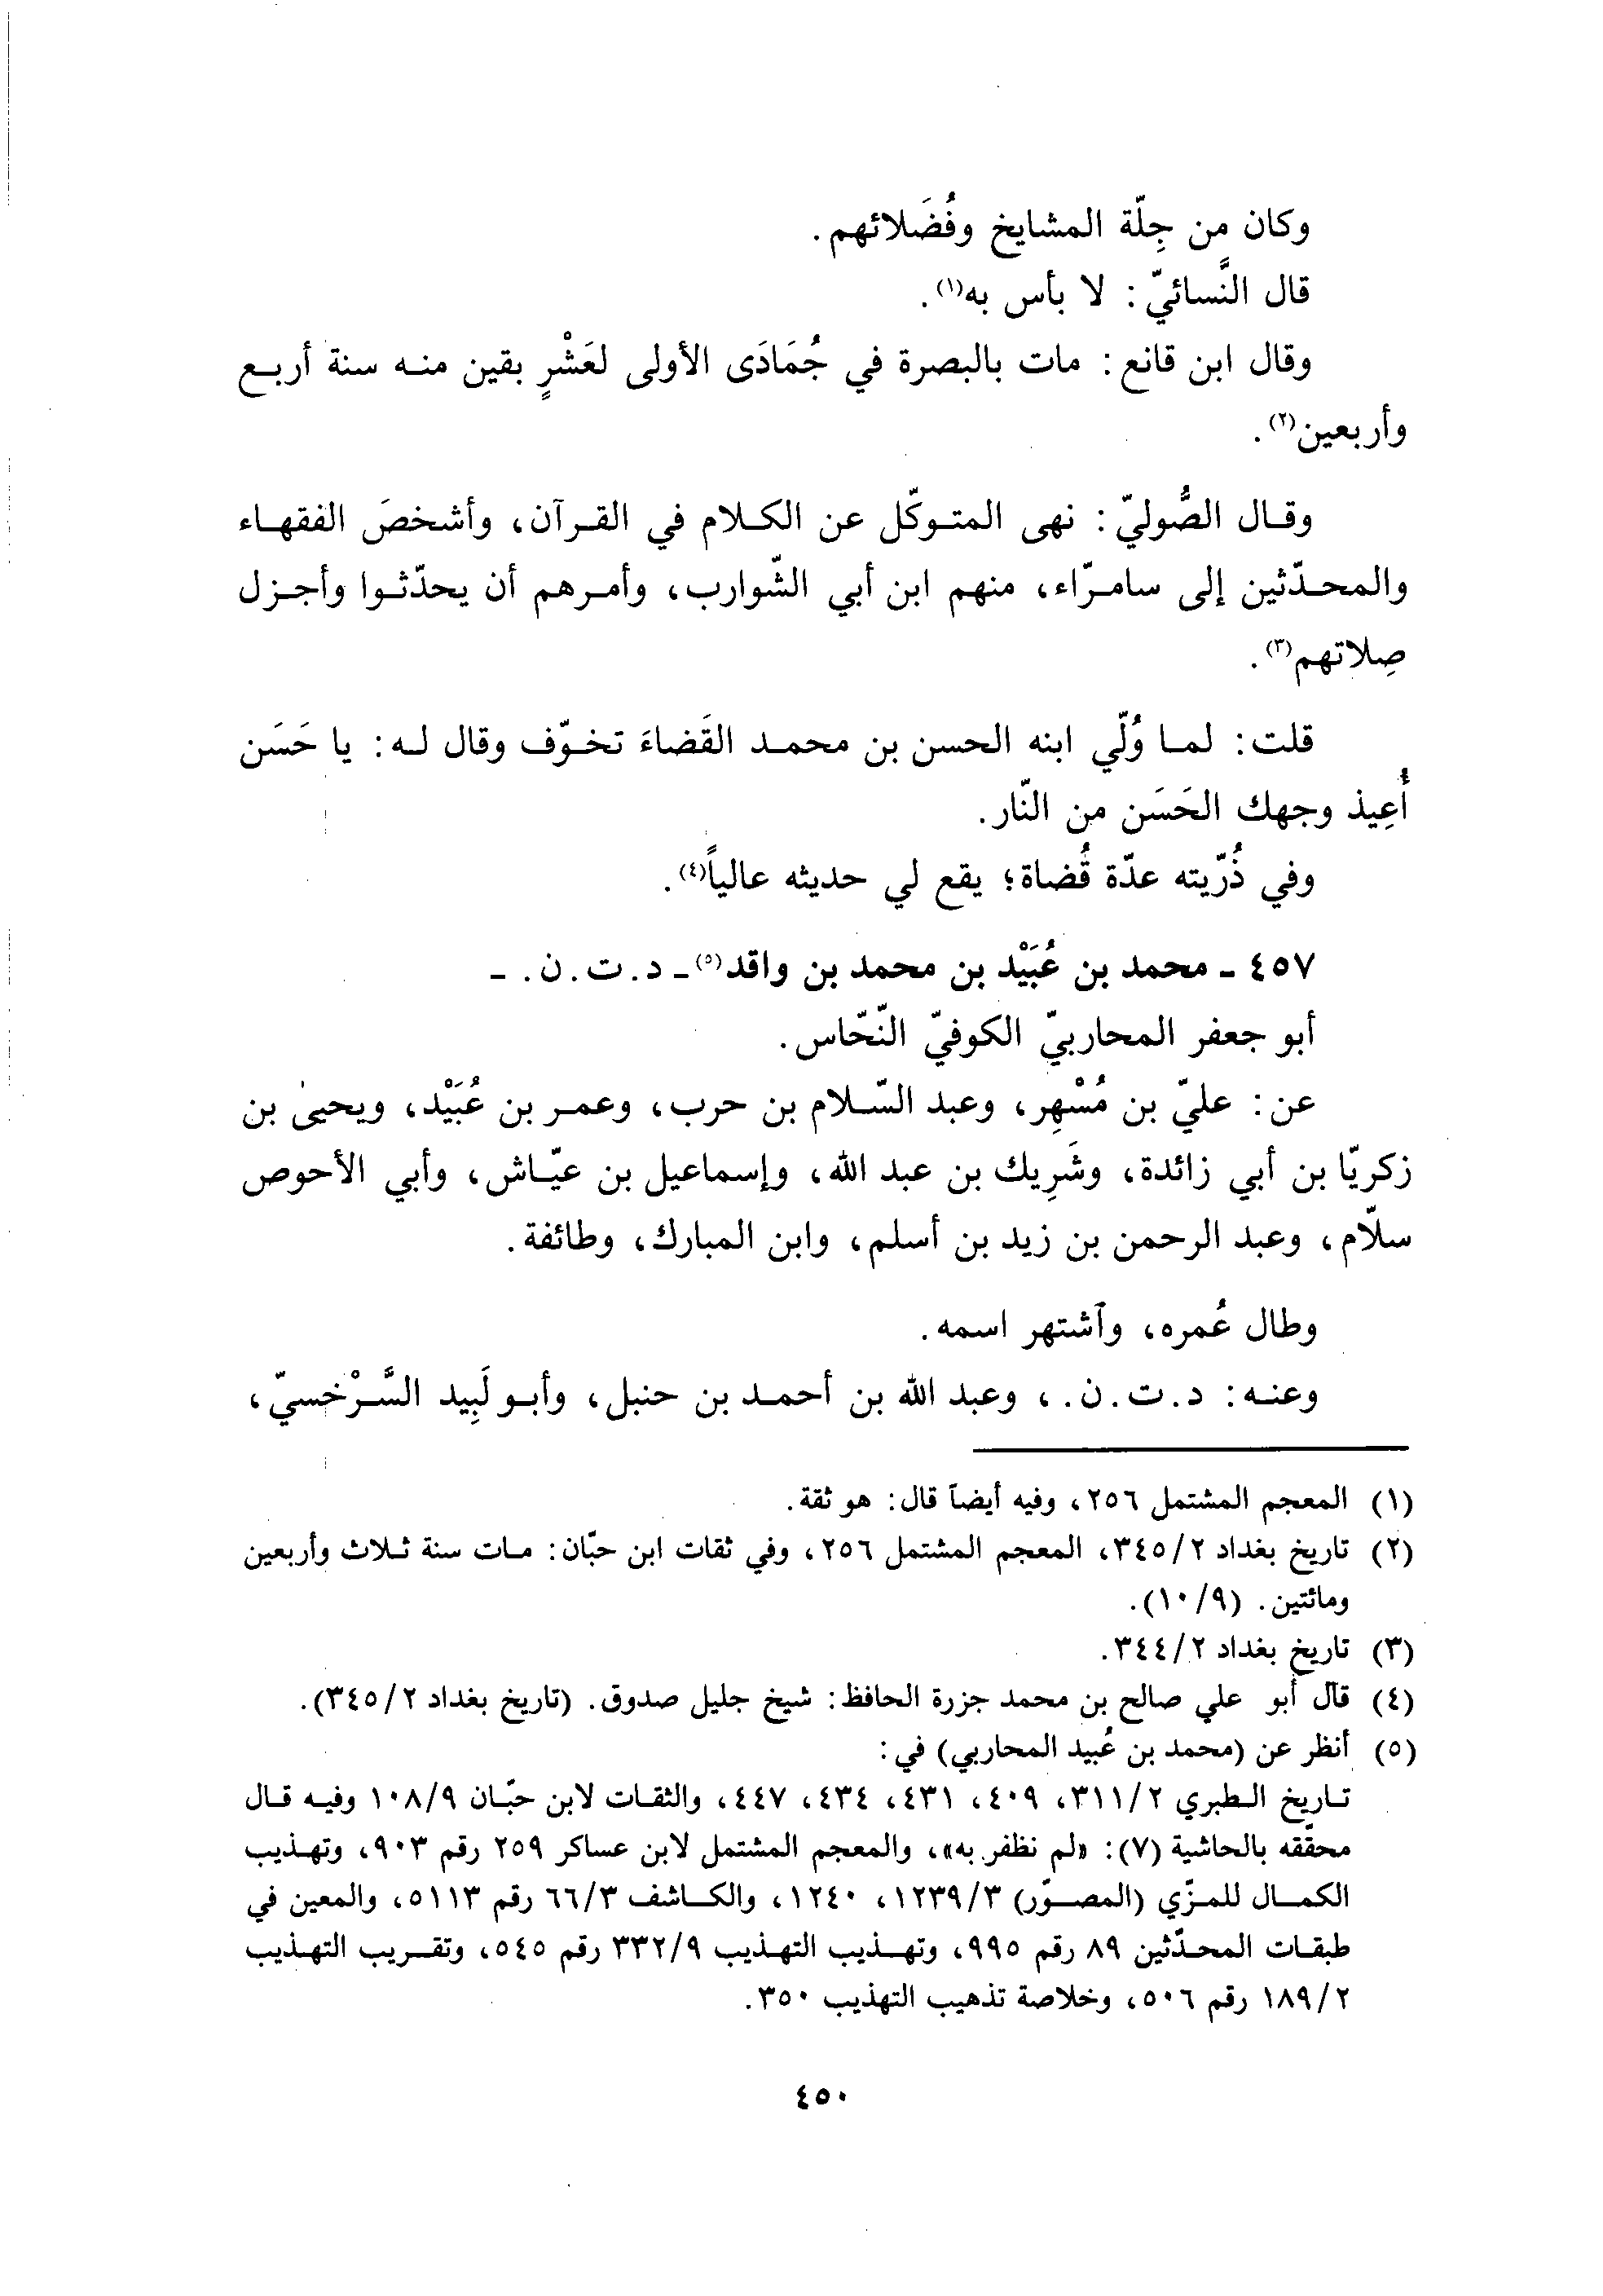 وكان من جِلّة المشايخ وفُضَلائهم.
قال النَّسائيّ: لا بأس به(١).
وقال ابن قانع: مات بالبصرة في جُمَادَى الأولى لعَشْرٍ بقين منه سنة أربع
وأربعين(٢).
وقال الصُّوليّ: نهى المتوكّل عن الكلام في القرآن، وأشخصَ الفقهاء
والمحدّثين إلى سامرّاء، منهم ابن أبي الشّوارب، وأمرهم أن يحدّثوا وأجزل
صِلاتهم(٣).
قلت: لما وُلّي ابنه الحسن بن محمد القَضاءَ تخوّف وقال له: يا حَسَن
أُعِيذ وجهك الحَسَن من النّار.
وفي ذُرّيته عدّة قُضاة؛ يقع لي حديثه عالياً(٤).
٤٥٧ - محمد بن عُبَيْد بن محمد بن واقد(٥) - د.ت.ن. -
أبو جعفر المحاربيّ الكوفيّ النّحّاس.
عن: عليّ بن مُسْهِر، وعبد السّلام بن حرب، وعمر بن عُبَيْد، ويحيىٰ بن
زكريّا بن أبي زائدة، وشَرِيك بن عبد الله، وإسماعيل بن عيّاش، وأبي الأحوص
سلّام، وعبد الرحمن بن زيد بن أسلم، وابن المبارك، وطائفة.
وطال عُمره، وٱشتهر اسمه.
وعنه: د.ت.ن.، وعبد الله بن أحمد بن حنبل، وأبو لَبِيد السَّرْخسيّ،
(١) المعجم المشتمل ٢٥٦، وفيه أيضاً قال: هو ثقة.
(٢) تاريخ بغداد ٣٤٥/٢، المعجم المشتمل ٢٥٦، وفي ثقات ابن حبّان: مات سنة ثلاث وأربعين
ومائتين. (١٠/٩).
(٣) تاريخ بغداد ٣٤٤/٢.
(٤) قال أبو علي صالح بن محمد جزرة الحافظ: شيخ جليل صدوق. (تاريخ بغداد ٣٤٥/٢).
(٥) أنظر عن (محمد بن عُبيد المحاربي) في:
تاريخ الطبري ٣١١/٢، ٤٠٩، ٤٣١، ٤٣٤، ٤٤٧، والثقات لابن حبّان ١٠٨/٩ وفيه قال
محقّقه بالحاشية (٧): «لم نظفر به»، والمعجم المشتمل لابن عساكر ٢٥٩ رقم ٩٠٣، وتهذيب
الكمال للمزّي (المصوّر) ١٢٣٩/٣، ١٢٤٠، والكاشف ٦٦/٣ رقم ٥١١٣، والمعين في
طبقات المحدّثين ٨٩ رقم ٩٩٥، وتهذيب التهذيب ٣٣٢/٩ رقم ٥٤٥، وتقريب التهذيب
١٨٩/٢ رقم ٥٠٦، وخلاصة تذهيب التهذيب ٣٥٠.
٤٥٠